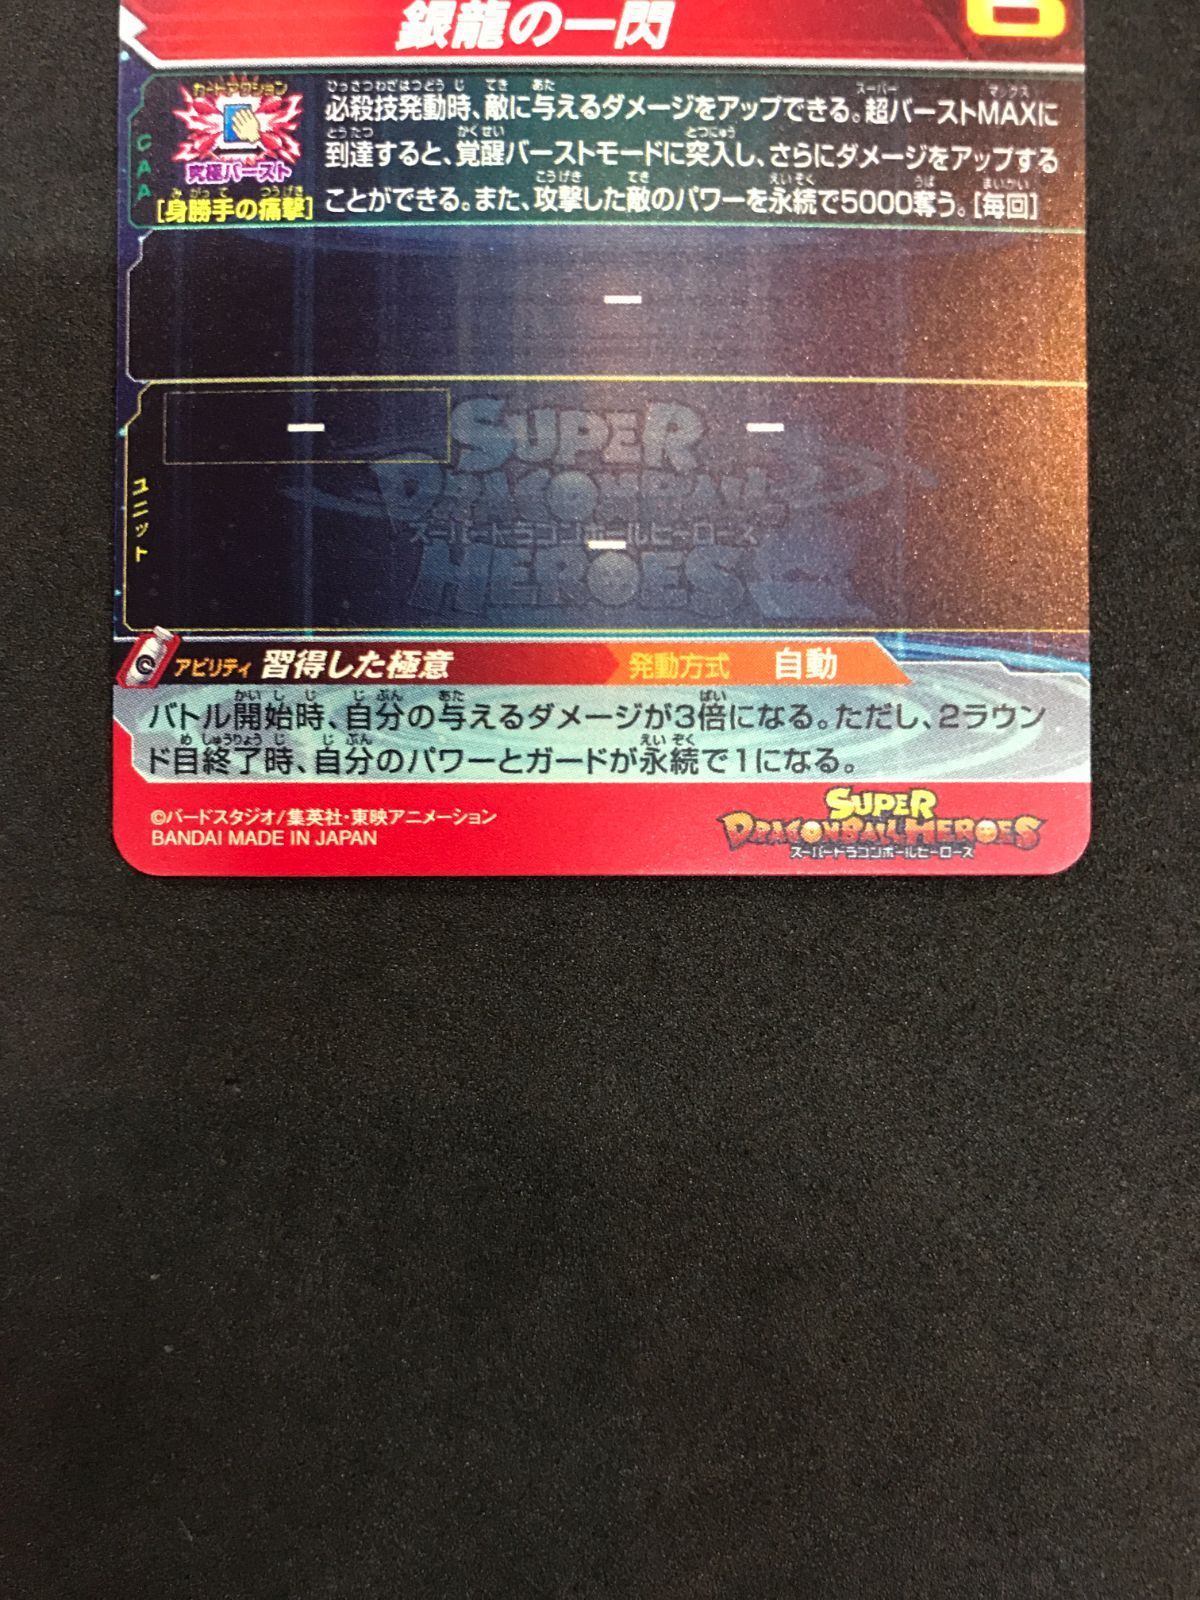 銀龍の一閃
6
カードアクション
究極バースト
CAA
[身勝手の痛撃]
必殺技発動時、敵に与えるダメージをアップできる。超バーストMAXに
到達すると、覚醒バーストモードに突入し、さらにダメージをアップする
ことができる。また、攻撃した敵のパワーを永続で5000奪う。[毎回]
ー
ユニット
ー
ー
ー
SUPER
DRAGONBALL
スーパードラゴンボールヒーローズ
HEROES
アビリティ 習得した極意 発動方式 自動
バトル開始時、自分の与えるダメージが3倍になる。ただし、2ラウン
ド目終了時、自分のパワーとガードが永続で1になる。
©バードスタジオ/集英社・東映アニメーション
BANDAI MADE IN JAPAN
SUPER
DRAGONBALL HEROES
スーパードラゴンボールヒーローズ